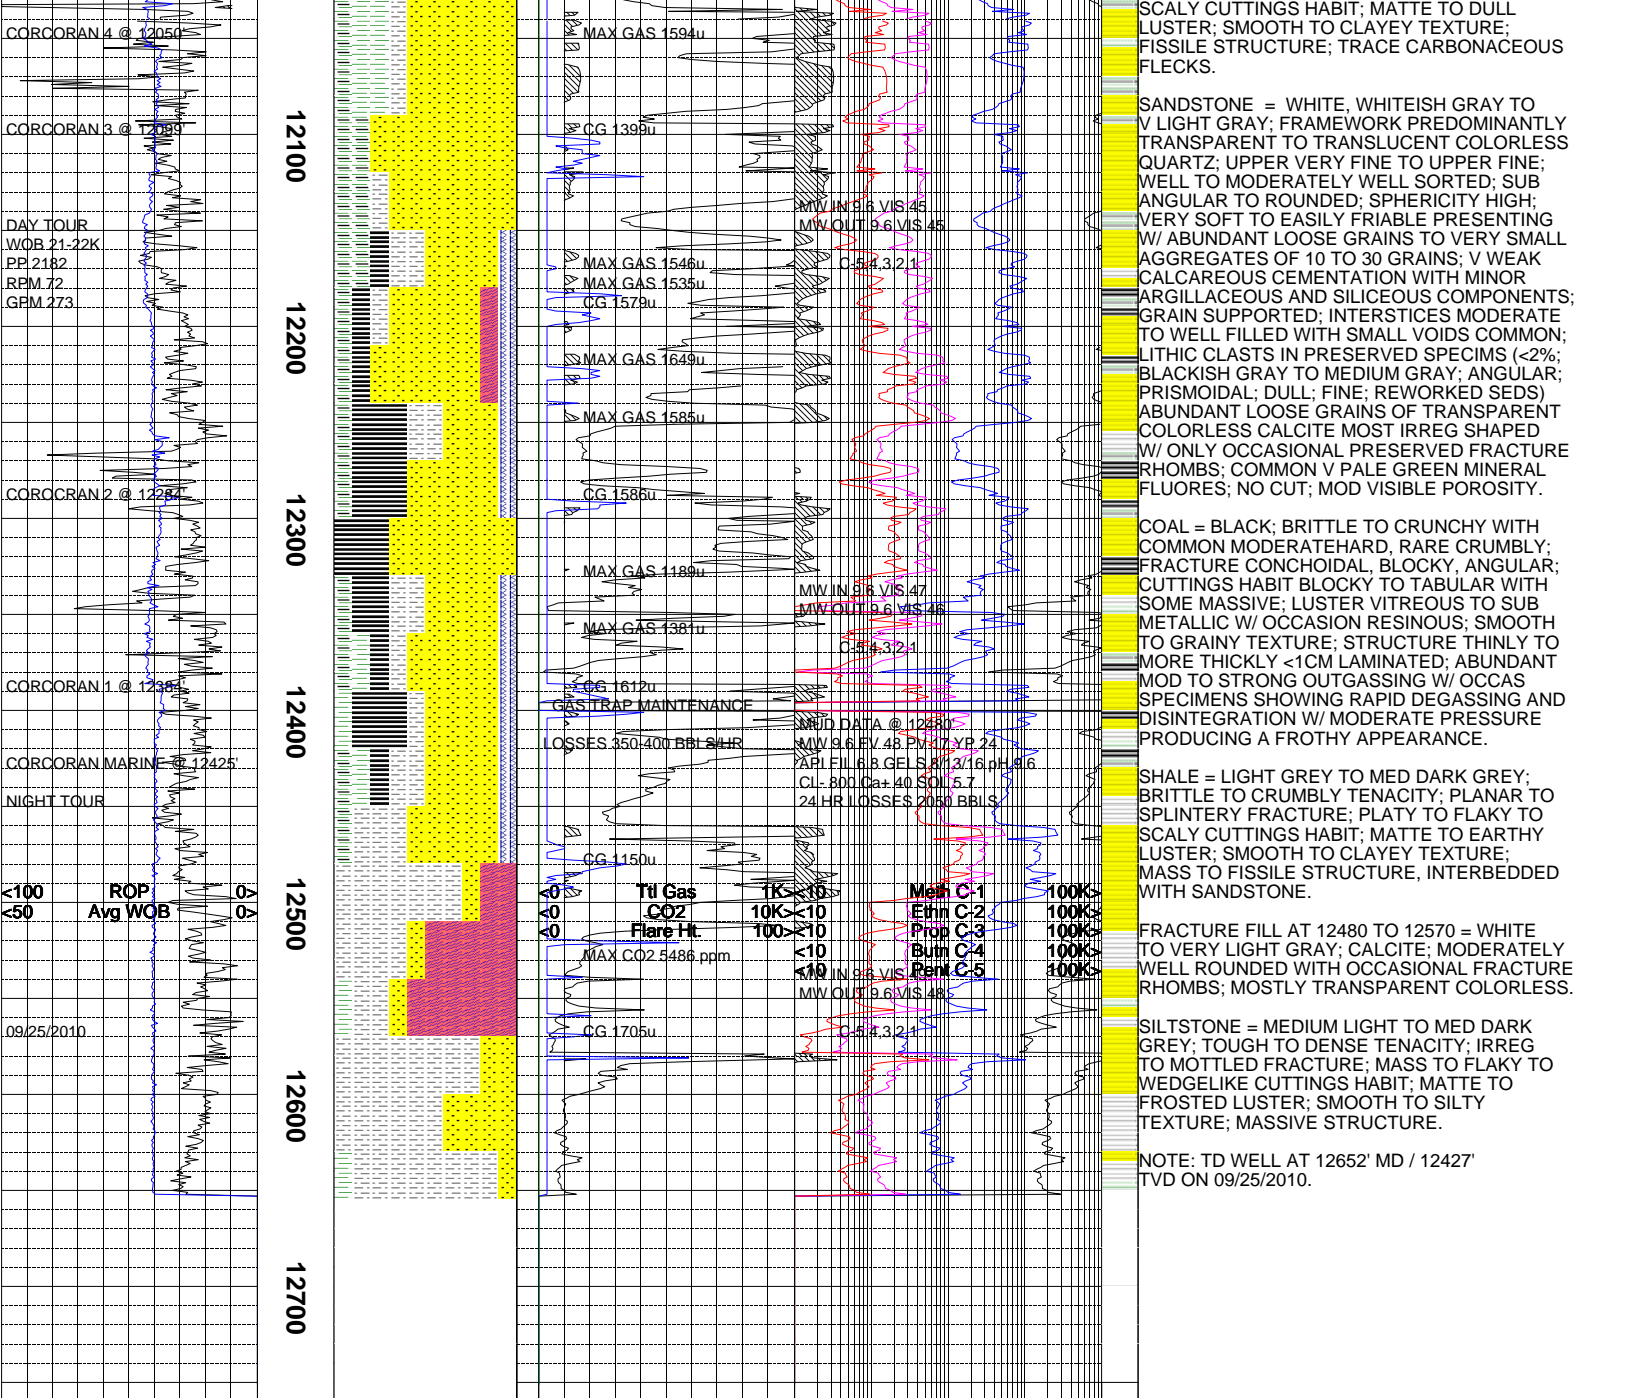 CORCORAN 4 @ 12050'
CORCORAN 3 @ 12099'
DAY TOUR
WOB 21-22K
PP 2182
RPM 72
GPM 273
COROCRAN 2 @ 12284'
CORCORAN 1 @ 12384'
CORCORAN MARINE @ 12425'
NIGHT TOUR
<100 ROP 0>
<50 Avg WOB 0>
09/25/2010
12100
12200
12300
12400
12500
12600
12700
MAX GAS 1594u
CG 1399u
MAX GAS 1546u
MAX GAS 1535u
CG 1579u
MAX GAS 1649u
MAX GAS 1585u
CG 1586u
MAX GAS 1189u
MAX GAS 1381u
CG 1612u
GAS TRAP MAINTENANCE
LOSSES 350-400 BBLS/HR
CG 1150u
<0 Ttl Gas 1K>
<0 CO2 10K>
<0 Flare Ht. 100>
MAX CO2 5486 ppm
CG 1705u
MW IN 9.6 VIS 45
MW OUT 9.6 VIS 45
C-5,4,3,2,1
MW IN 9.6 VIS 47
MW OUT 9.6 VIS 46
C-5,4,3,2,1
MUD DATA @ 12480'
MW 9.6 FV 48 PV 17 YP 24
API FIL 6.8 GELS 8/13/16 pH 9.6
CL- 800 Ca+ 40 SOL 5.7
24 HR LOSSES 2050 BBLS
<10 Meth C-1 100K>
<10 Ethn C-2 100K>
<10 Prop C-3 100K>
<10 Butn C-4 100K>
<10 Pent C-5 100K>
MW IN 9.6 VIS
MW OUT 9.6 VIS 48
C-5,4,3,2,1
SCALY CUTTINGS HABIT; MATTE TO DULL
LUSTER; SMOOTH TO CLAYEY TEXTURE;
FISSILE STRUCTURE; TRACE CARBONACEOUS
FLECKS.
SANDSTONE = WHITE, WHITEISH GRAY TO
V LIGHT GRAY; FRAMEWORK PREDOMINANTLY
TRANSPARENT TO TRANSLUCENT COLORLESS
QUARTZ; UPPER VERY FINE TO UPPER FINE;
WELL TO MODERATELY WELL SORTED; SUB
ANGULAR TO ROUNDED; SPHERICITY HIGH;
VERY SOFT TO EASILY FRIABLE PRESENTING
W/ ABUNDANT LOOSE GRAINS TO VERY SMALL
AGGREGATES OF 10 TO 30 GRAINS; V WEAK
CALCAREOUS CEMENTATION WITH MINOR
ARGILLACEOUS AND SILICEOUS COMPONENTS;
GRAIN SUPPORTED; INTERSTICES MODERATE
TO WELL FILLED WITH SMALL VOIDS COMMON;
LITHIC CLASTS IN PRESERVED SPECIMS (<2%;
BLACKISH GRAY TO MEDIUM GRAY; ANGULAR;
PRISMOIDAL; DULL; FINE; REWORKED SEDS)
ABUNDANT LOOSE GRAINS OF TRANSPARENT
COLORLESS CALCITE MOST IRREG SHAPED
W/ ONLY OCCASIONAL PRESERVED FRACTURE
RHOMBS; COMMON V PALE GREEN MINERAL
FLUORES; NO CUT; MOD VISIBLE POROSITY.
COAL = BLACK; BRITTLE TO CRUNCHY WITH
COMMON MODERATEHARD, RARE CRUMBLY;
FRACTURE CONCHOIDAL, BLOCKY, ANGULAR;
CUTTINGS HABIT BLOCKY TO TABULAR WITH
SOME MASSIVE; LUSTER VITREOUS TO SUB
METALLIC W/ OCCASION RESINOUS; SMOOTH
TO GRAINY TEXTURE; STRUCTURE THINLY TO
MORE THICKLY <1CM LAMINATED; ABUNDANT
MOD TO STRONG OUTGASSING W/ OCCAS
SPECIMENS SHOWING RAPID DEGASSING AND
DISINTEGRATION W/ MODERATE PRESSURE
PRODUCING A FROTHY APPEARANCE.
SHALE = LIGHT GREY TO MED DARK GREY;
BRITTLE TO CRUMBLY TENACITY; PLANAR TO
SPLINTERY FRACTURE; PLATY TO FLAKY TO
SCALY CUTTINGS HABIT; MATTE TO EARTHY
LUSTER; SMOOTH TO CLAYEY TEXTURE;
MASS TO FISSILE STRUCTURE, INTERBEDDED
WITH SANDSTONE.
FRACTURE FILL AT 12480 TO 12570 = WHITE
TO VERY LIGHT GRAY; CALCITE; MODERATELY
WELL ROUNDED WITH OCCASIONAL FRACTURE
RHOMBS; MOSTLY TRANSPARENT COLORLESS.
SILTSTONE = MEDIUM LIGHT TO MED DARK
GREY; TOUGH TO DENSE TENACITY; IRREG
TO MOTTLED FRACTURE; MASS TO FLAKY TO
WEDGELIKE CUTTINGS HABIT; MATTE TO
FROSTED LUSTER; SMOOTH TO SILTY
TEXTURE; MASSIVE STRUCTURE.
NOTE: TD WELL AT 12652' MD / 12427'
TVD ON 09/25/2010.